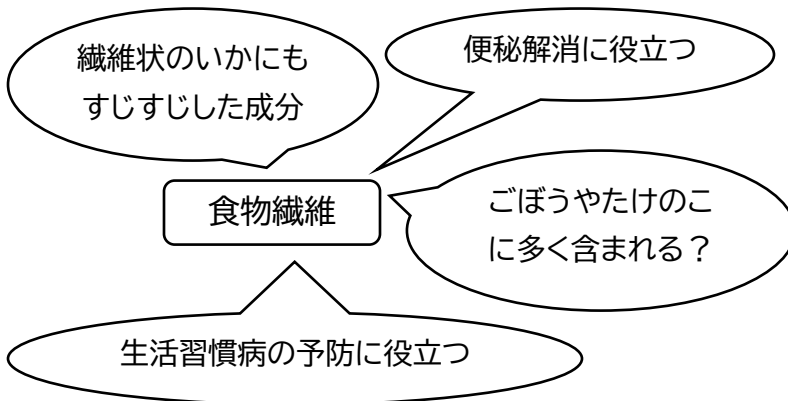 繊維状のいかにも
すじすじした成分
便秘解消に役立つ
食物繊維
ごぼうやたけのこ
に多く含まれる？
生活習慣病の予防に役立つ